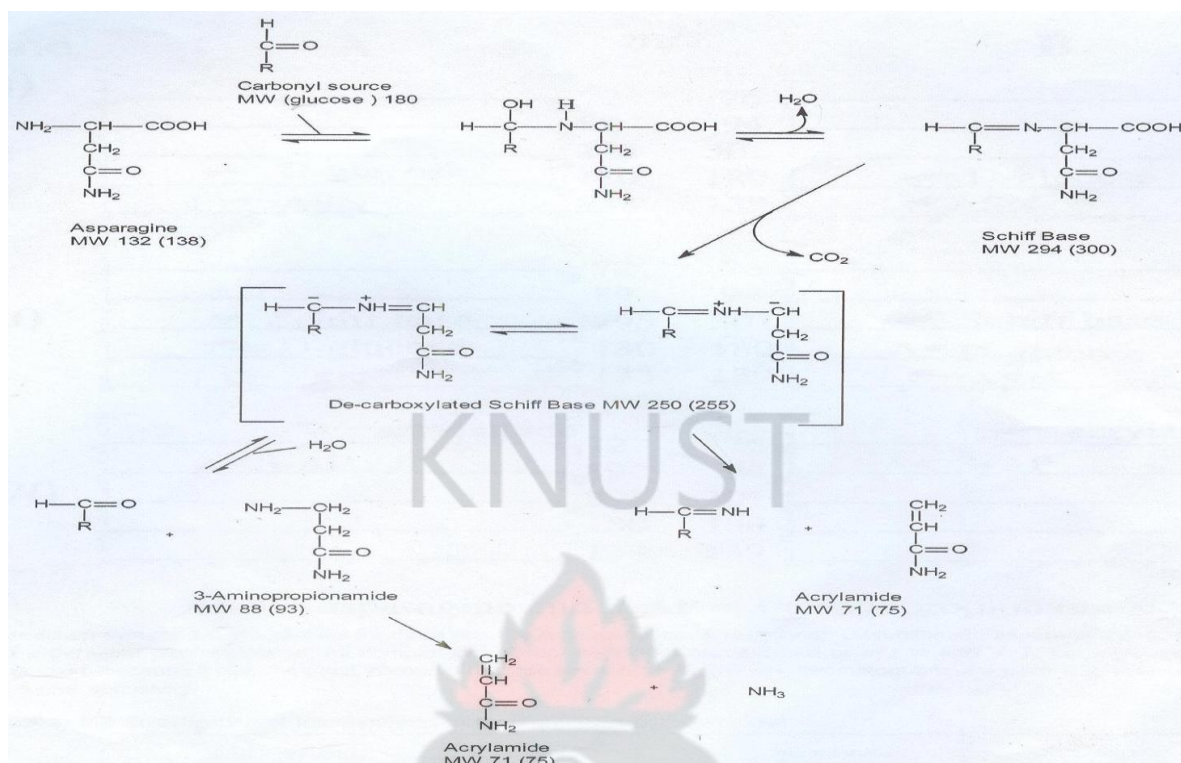 H
C=O
R
Carbonyl source
MW (glucose ) 180
NH2 CH COOH
CH2
C=O
NH2
Asparagine
MW 132 (138)
OH H
H C N CH COOH
R CH2
C=O
NH2
H2O
H C=N CH COOH
R CH2
C=O
NH2
Schiff Base
MW 294 (300)
CO2
H C̄ N⁺H=CH
R CH2
C=O
NH2
H C=N⁺H C̄H
R CH2
C=O
NH2
De-carboxylated Schiff Base MW 250 (255)
KNUST
H2O
H C=O
R
+
NH2 CH2
CH2
C=O
NH2
3-Aminopropionamide
MW 88 (93)
H C=NH
R
+
CH2
CH
C=O
NH2
Acrylamide
MW 71 (75)
CH2
CH
C=O
NH2
+
NH3
Acrylamide
MW 71 (75)